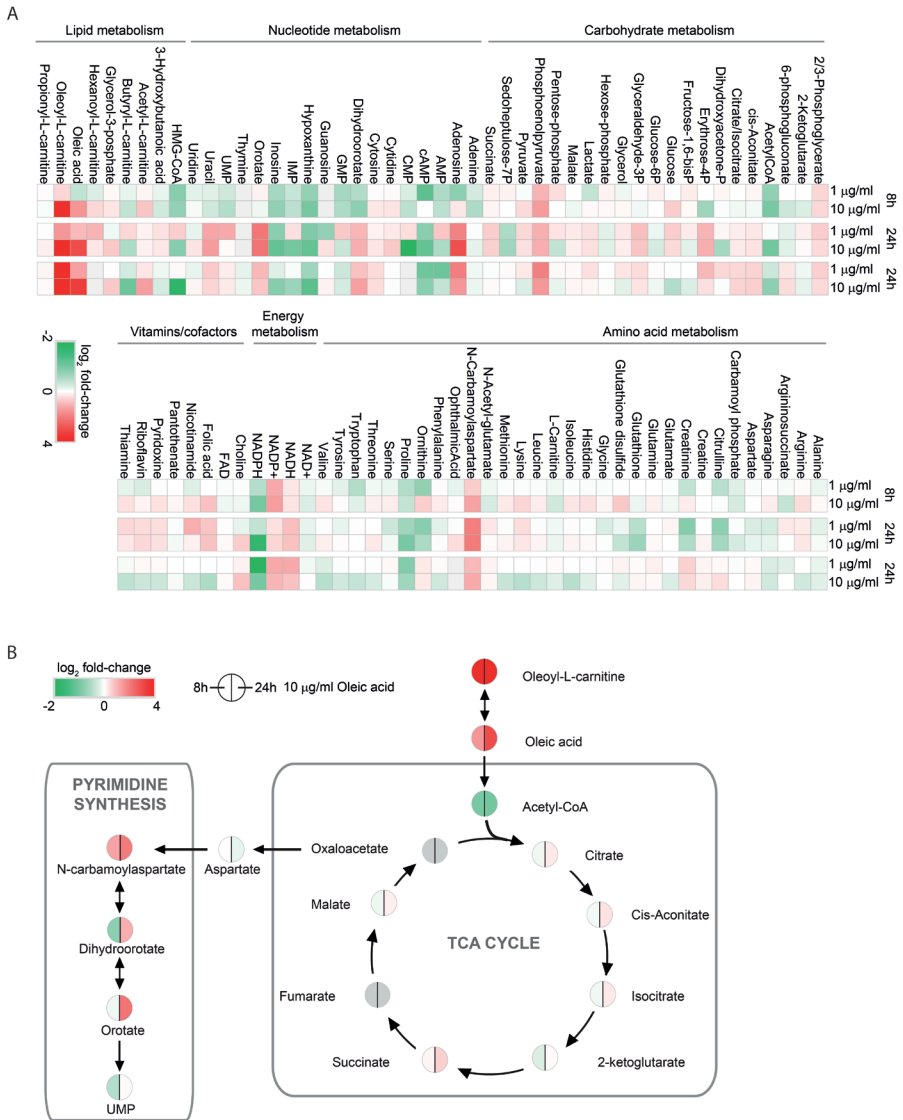 A
Lipid metabolism
Nucleotide metabolism
Carbohydrate metabolism
Propionyl-L-carnitine
Oleoyl-L-carnitine
Oleic acid
Hexanoyl-L-carnitine
Glycerol-3-posphate
Butyryl-L-carnitine
Acetyl-L-carnitine
3-Hydroxybutanoic acid
HMG-CoA
Uridine
Uracil
UMP
Thymine
Orotate
Inosine
IMP
Hypoxanthine
Guanosine
GMP
Dihydroorotate
Cytosine
Cytidine
CMP
cAMP
AMP
Adenosine
Adenine
Succinate
Sedoheptulose-7P
Pyruvate
Phosphoenolpyruvate
Pentose-phosphate
Malate
Lactate
Hexose-phosphate
Glycerol
Glyceraldehyde-3P
Glucose-6P
Glucose
Fructose-1,6-bisP
Erythrose-4P
Dihydroxyacetone-P
Citrate/Isocitrate
cis-Aconitate
AcetylCoA
6-phosphogluconate
2-Ketoglutarate
2/3-Phosphoglycerate
1 µg/ml
10 µg/ml
8h
1 µg/ml
10 µg/ml
24h
1 µg/ml
10 µg/ml
24h
-2
0
4
log2 fold-change
Vitamins/cofactors
Energy
metabolism
Amino acid metabolism
Thiamine
Riboflavin
Pyridoxine
Pantothenate
Nicotinamide
Folic acid
FAD
Choline
NADPH
NADP+
NADH
NAD+
Valine
Tyrosine
Tryptophan
Threonine
Serine
Proline
Ornithine
Phenylalanine
OphthalmicAcid
N-Carbamoylaspartate
N-Acetyl-glutamate
Methionine
Lysine
Leucine
L-Carnitine
Isoleucine
Histidine
Glycine
Glutathione disulfide
Glutathione
Glutamine
Glutamate
Creatinine
Creatine
Citrulline
Carbamoyl phosphate
Aspartate
Asparagine
Argininosuccinate
Arginine
Alanine
1 µg/ml
10 µg/ml
8h
1 µg/ml
10 µg/ml
24h
1 µg/ml
10 µg/ml
24h
B
log2 fold-change
-2 0 4
8h 24h 10 µg/ml Oleic acid
Oleoyl-L-carnitine
Oleic acid
Acetyl-CoA
PYRIMIDINE
SYNTHESIS
N-carbamoylaspartate
Aspartate
Oxaloacetate
Citrate
Dihydroorotate
Malate
Cis-Aconitate
TCA CYCLE
Orotate
Fumarate
Isocitrate
UMP
Succinate
2-ketoglutarate